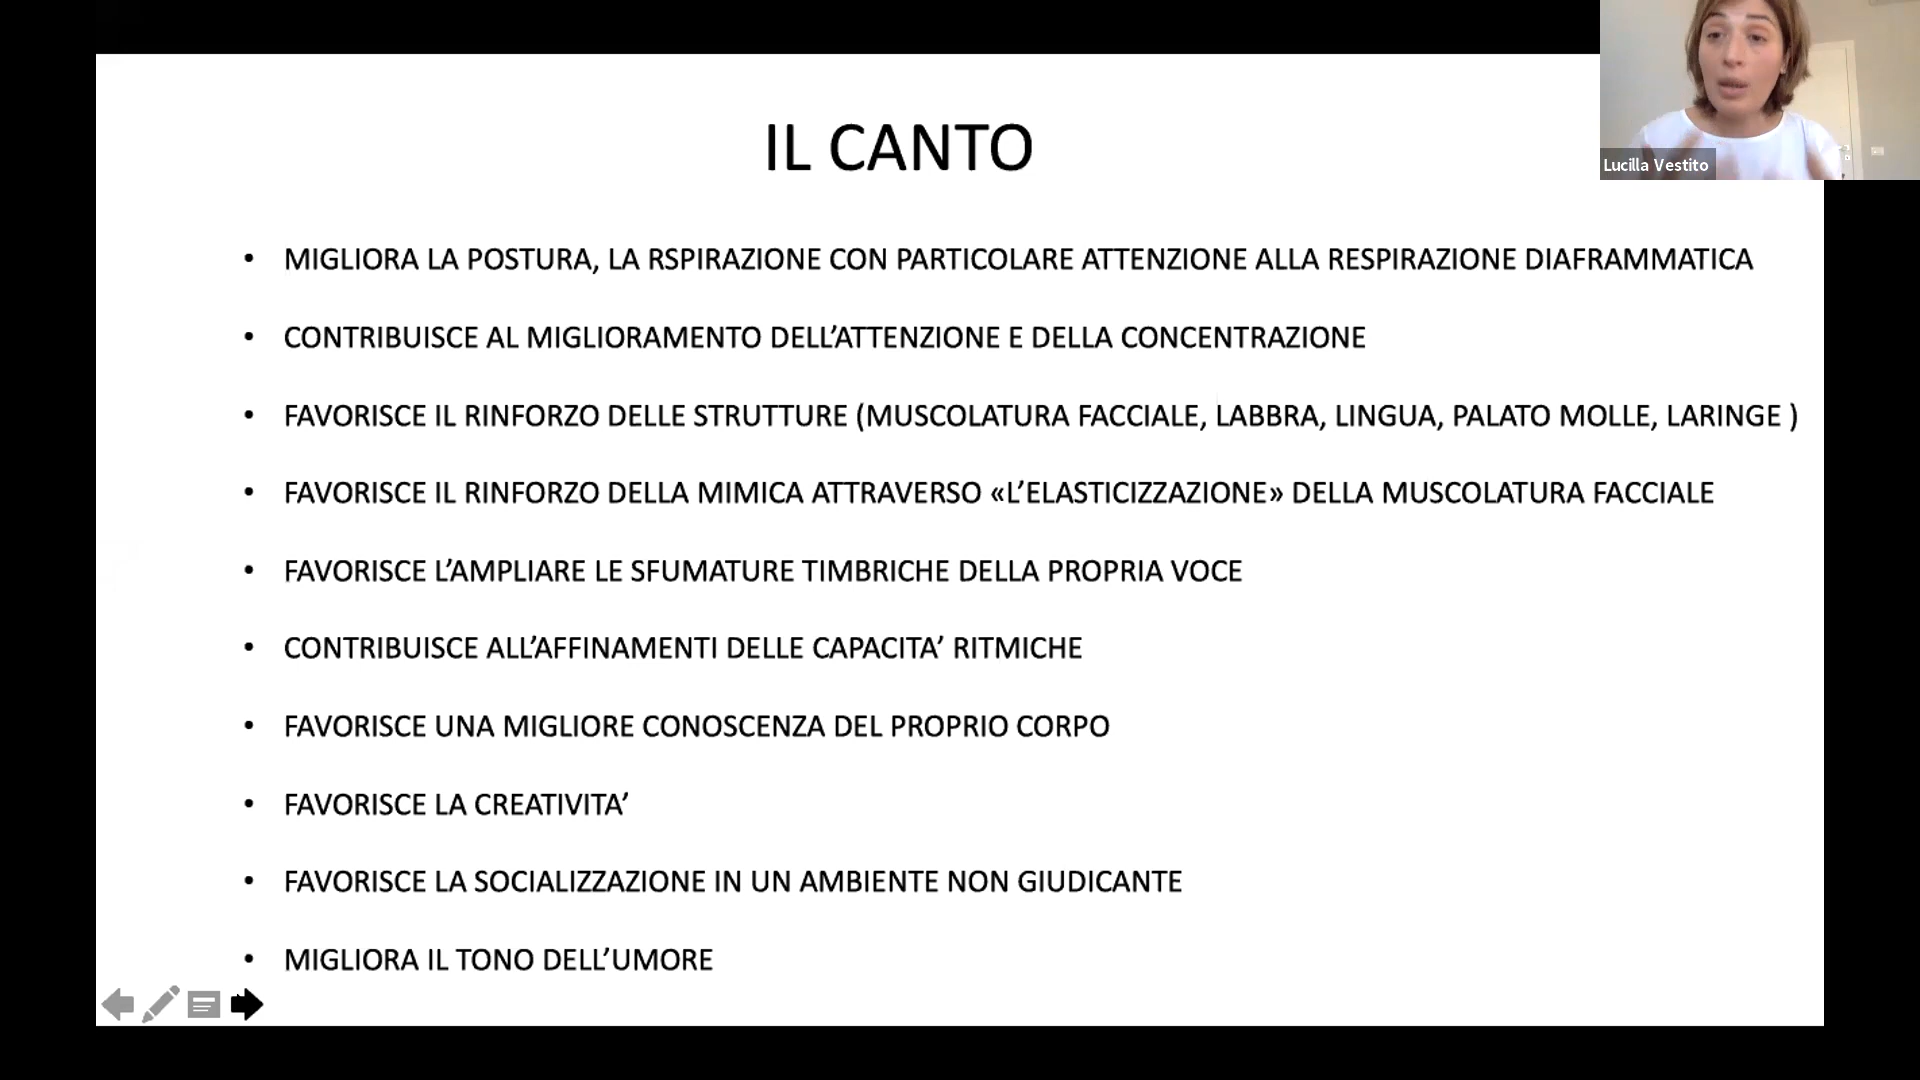 IL CANTO
Lucilla Vestito
• MIGLIORA LA POSTURA, LA RSPIRAZIONE CON PARTICOLARE ATTENZIONE ALLA RESPIRAZIONE DIAFRAMMATICA
• CONTRIBUISCE AL MIGLIORAMENTO DELL’ATTENZIONE E DELLA CONCENTRAZIONE
• FAVORISCE IL RINFORZO DELLE STRUTTURE (MUSCOLATURA FACCIALE, LABBRA, LINGUA, PALATO MOLLE, LARINGE )
• FAVORISCE IL RINFORZO DELLA MIMICA ATTRAVERSO «L’ELASTICIZZAZIONE» DELLA MUSCOLATURA FACCIALE
• FAVORISCE L’AMPLIARE LE SFUMATURE TIMBRICHE DELLA PROPRIA VOCE
• CONTRIBUISCE ALL’AFFINAMENTI DELLE CAPACITA’ RITMICHE
• FAVORISCE UNA MIGLIORE CONOSCENZA DEL PROPRIO CORPO
• FAVORISCE LA CREATIVITA’
• FAVORISCE LA SOCIALIZZAZIONE IN UN AMBIENTE NON GIUDICANTE
• MIGLIORA IL TONO DELL’UMORE